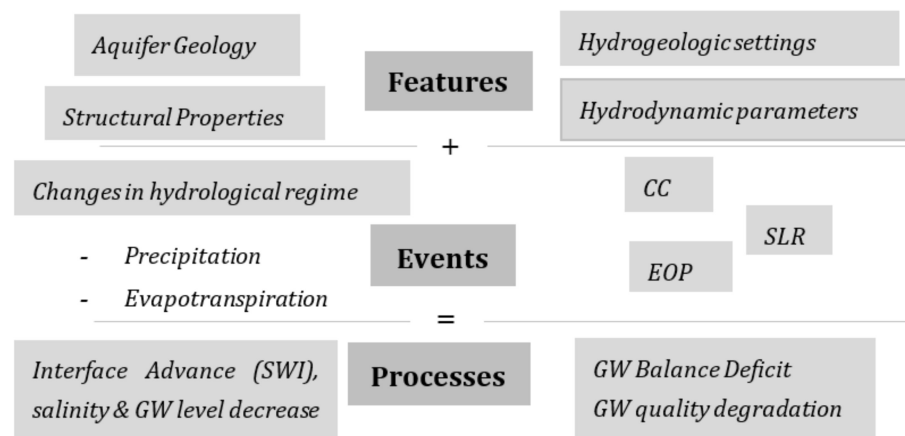 Aquifer Geology
Hydrogeologic settings
Features
Structural Properties
Hydrodynamic parameters
+
Changes in hydrological regime
CC
SLR
- Precipitation
Events
EOP
- Evapotranspiration
=
Interface Advance (SWI),
salinity & GW level decrease
Processes
GW Balance Deficit
GW quality degradation